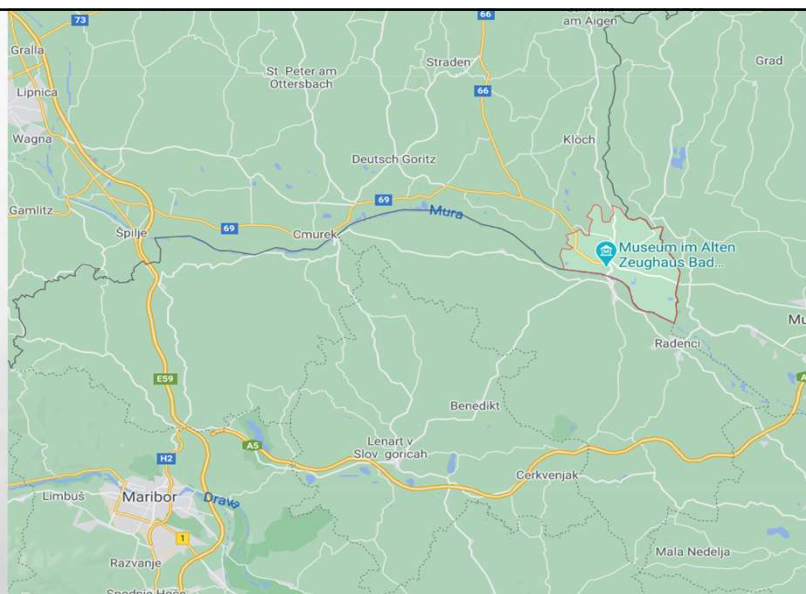 73
66
am Aigen
Gralla
Grad
Straden
St. Peter am
Ottersbach
Lipnica
66
Wagna
Klöch
Deutsch Goritz
69
Gamlitz
Mura
69
Špilje
Cmurek
Museum im Alten
Zeughaus Bad...
Mu
Radenci
E59
A
Benedikt
A5
Lenart v
Slov. goricah
H2
Cerkvenjak
Limbuš
Maribor
Drava
1
Mala Nedelja
Razvanje